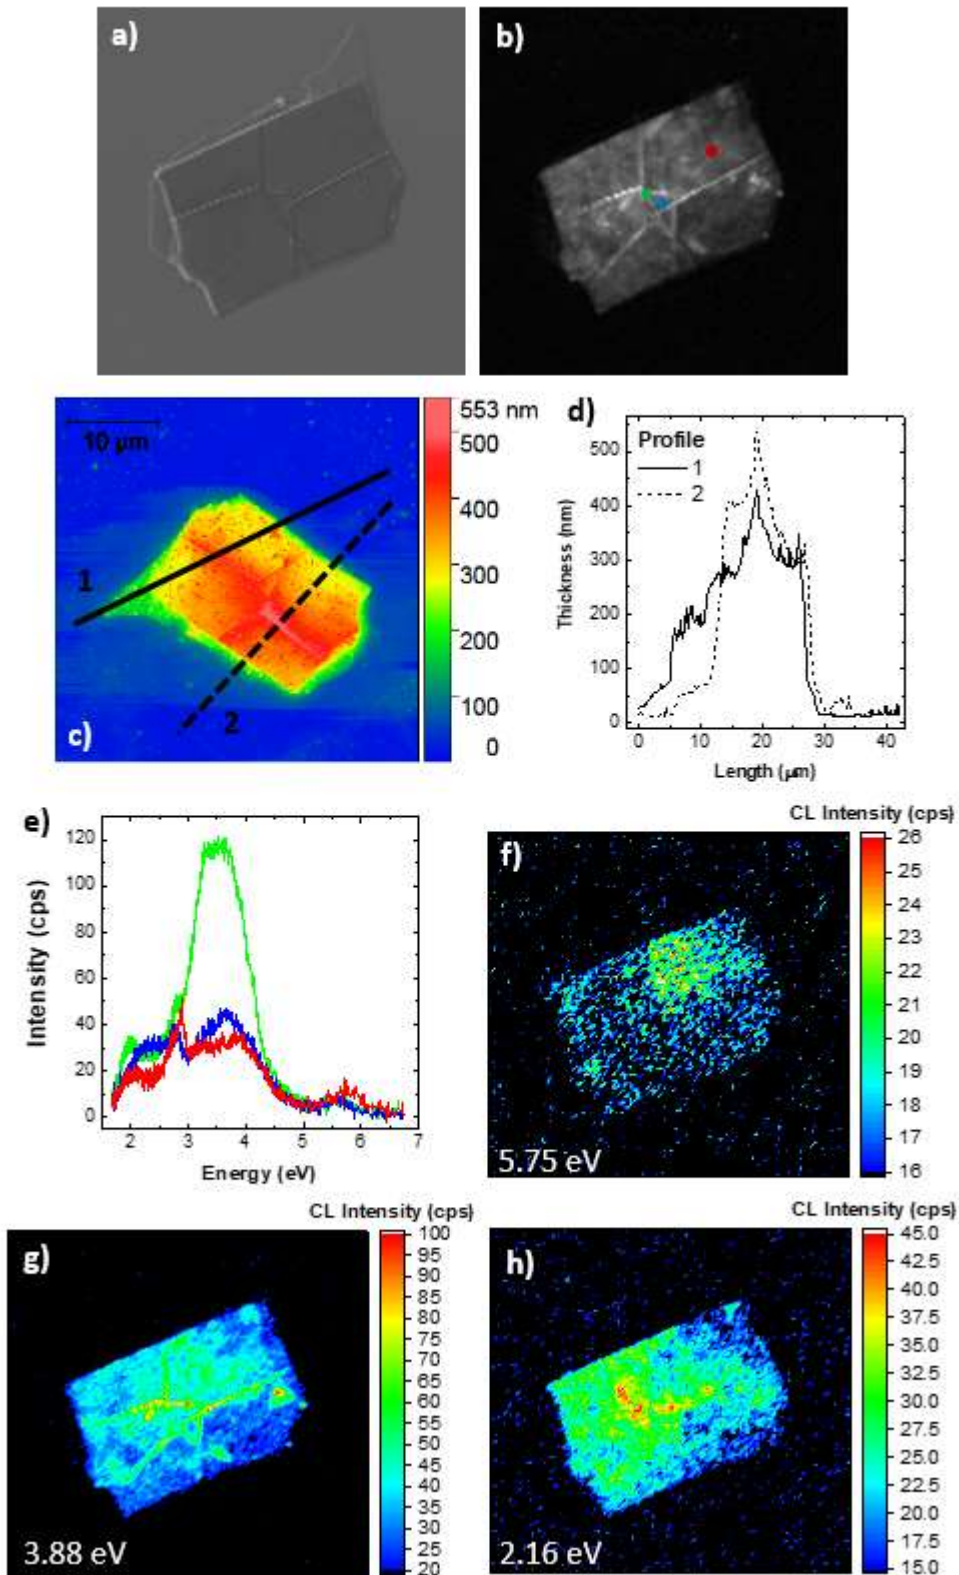 a)
b)
c)
10 µm
1
2
553 nm
500
400
300
200
100
0
d)
Profile
1
2
Thickness (nm)
500
400
300
200
100
0
0 10 20 30 40
Length (µm)
e)
Intensity (cps)
120
100
80
60
40
20
0
2 3 4 5 6 7
Energy (eV)
CL Intensity (cps)
f)
5.75 eV
26
25
24
23
22
21
20
19
18
17
16
CL Intensity (cps)
g)
3.88 eV
100
95
90
85
80
75
70
65
60
55
50
45
40
35
30
25
20
CL Intensity (cps)
h)
2.16 eV
45.0
42.5
40.0
37.5
35.0
32.5
30.0
27.5
25.0
22.5
20.0
17.5
15.0